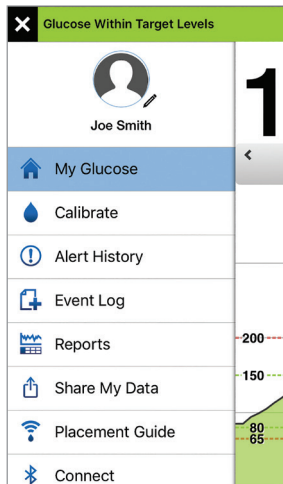 Glucose Within Target Levels
Joe Smith
1
My Glucose
Calibrate
Alert History
Event Log
Reports
200
Share My Data
150
Placement Guide
80
65
Connect